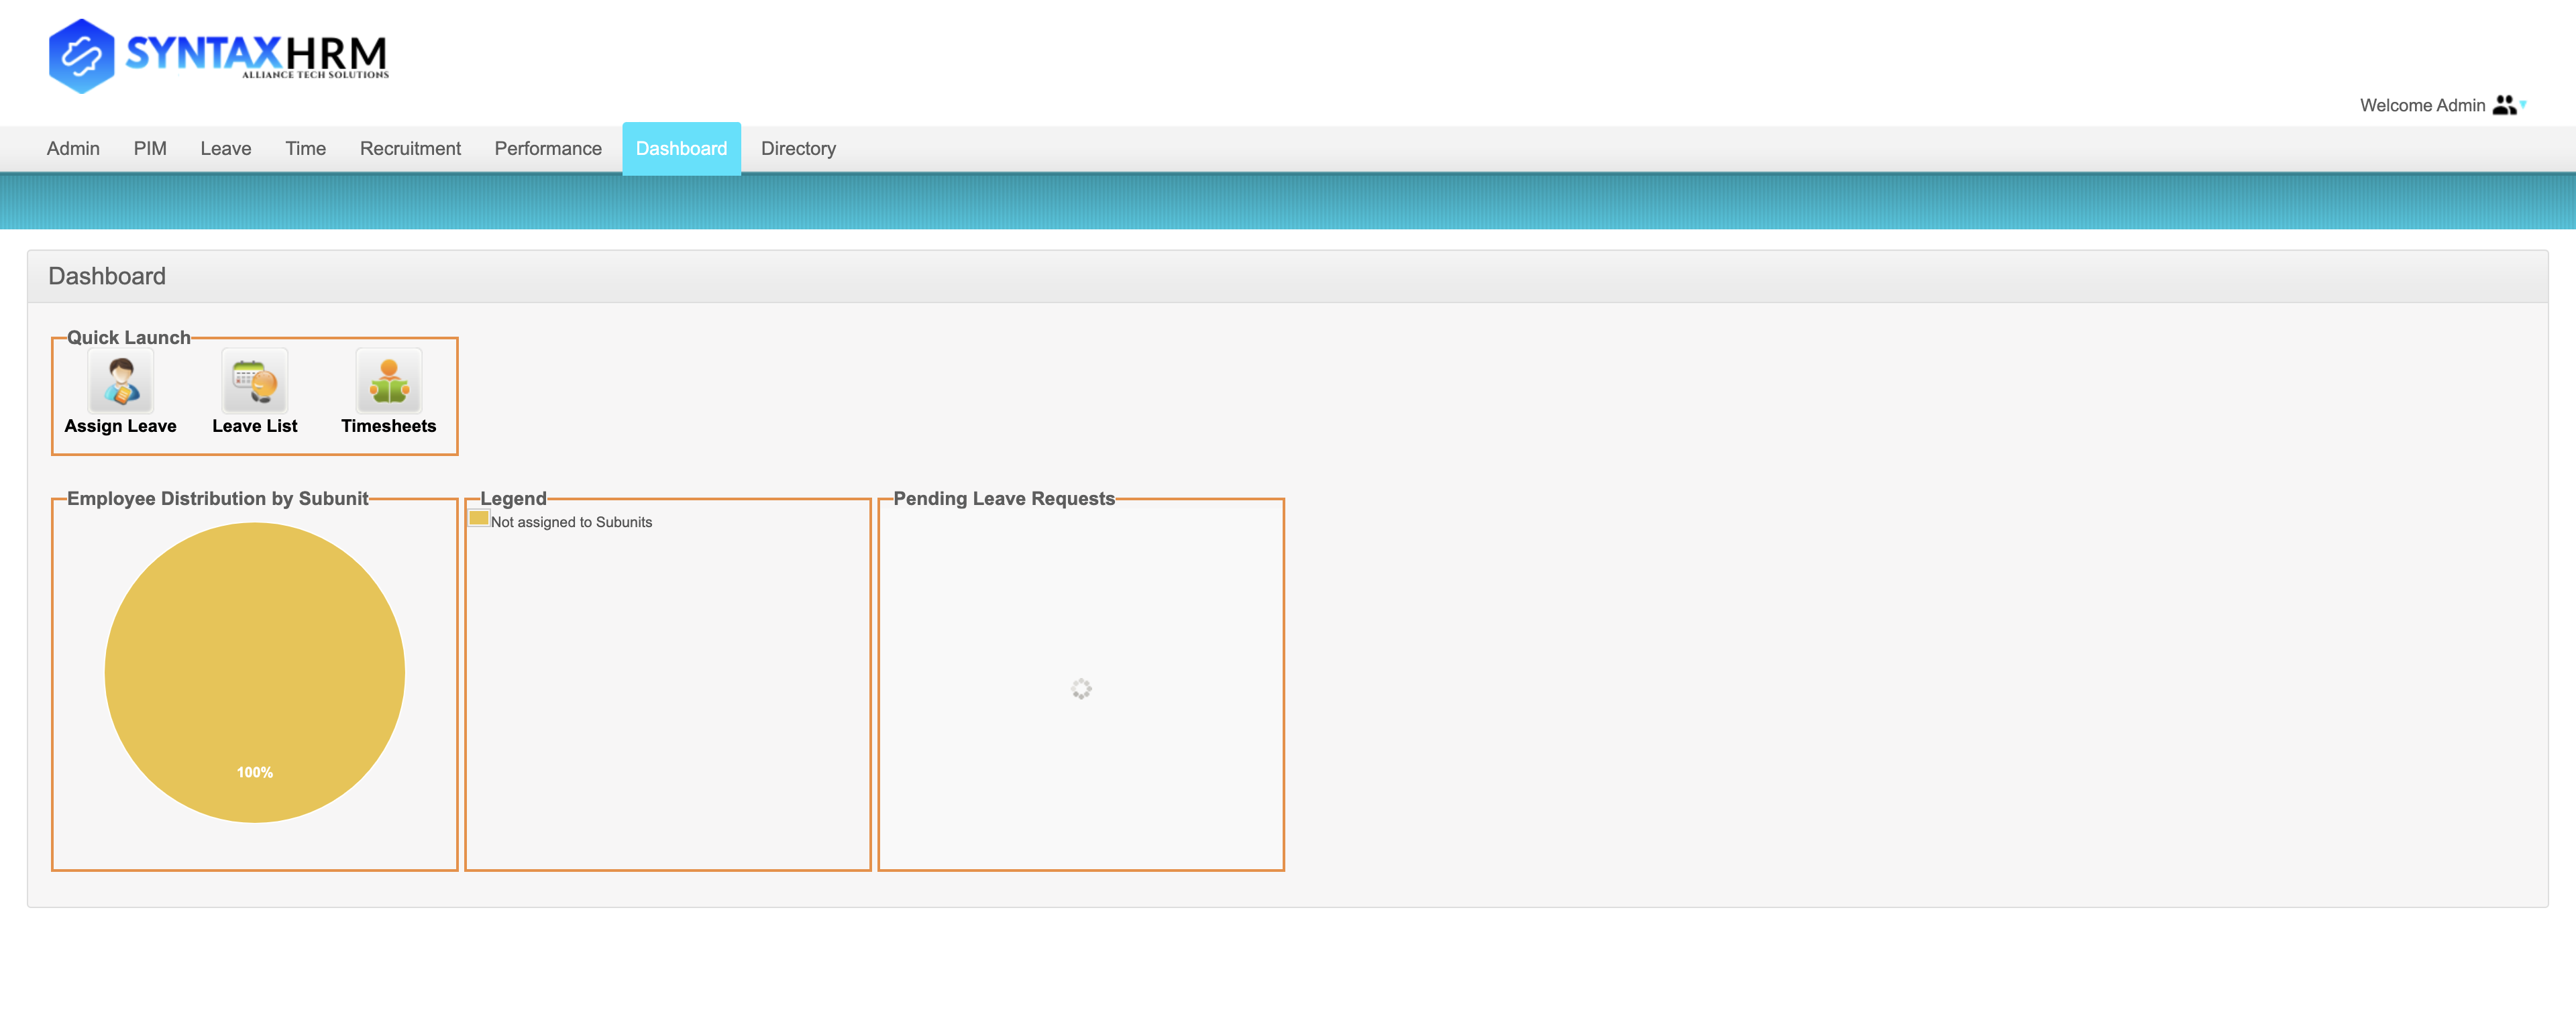 SYNTAXHRM
ALLIANCE TECH SOLUTIONS
Welcome Admin
Admin PIM Leave Time Recruitment Performance Dashboard Directory
Dashboard
Quick Launch
Assign Leave Leave List Timesheets
Employee Distribution by Subunit Legend Pending Leave Requests
Not assigned to Subunits
100%